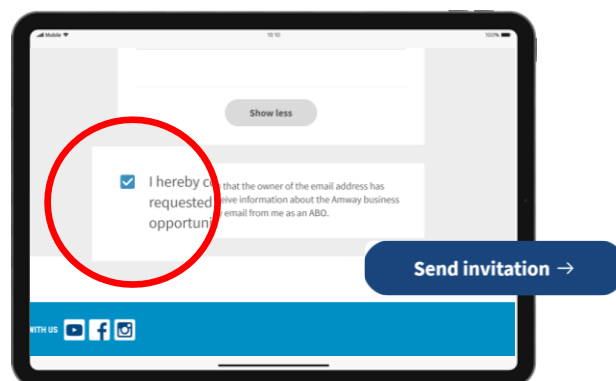 Mobile 10:10 100%
Show less
I hereby co n that the owner of the email address has
requested eive information about the Amway business
opportuni y email from me as an ABO.
Send invitation →
WITH US